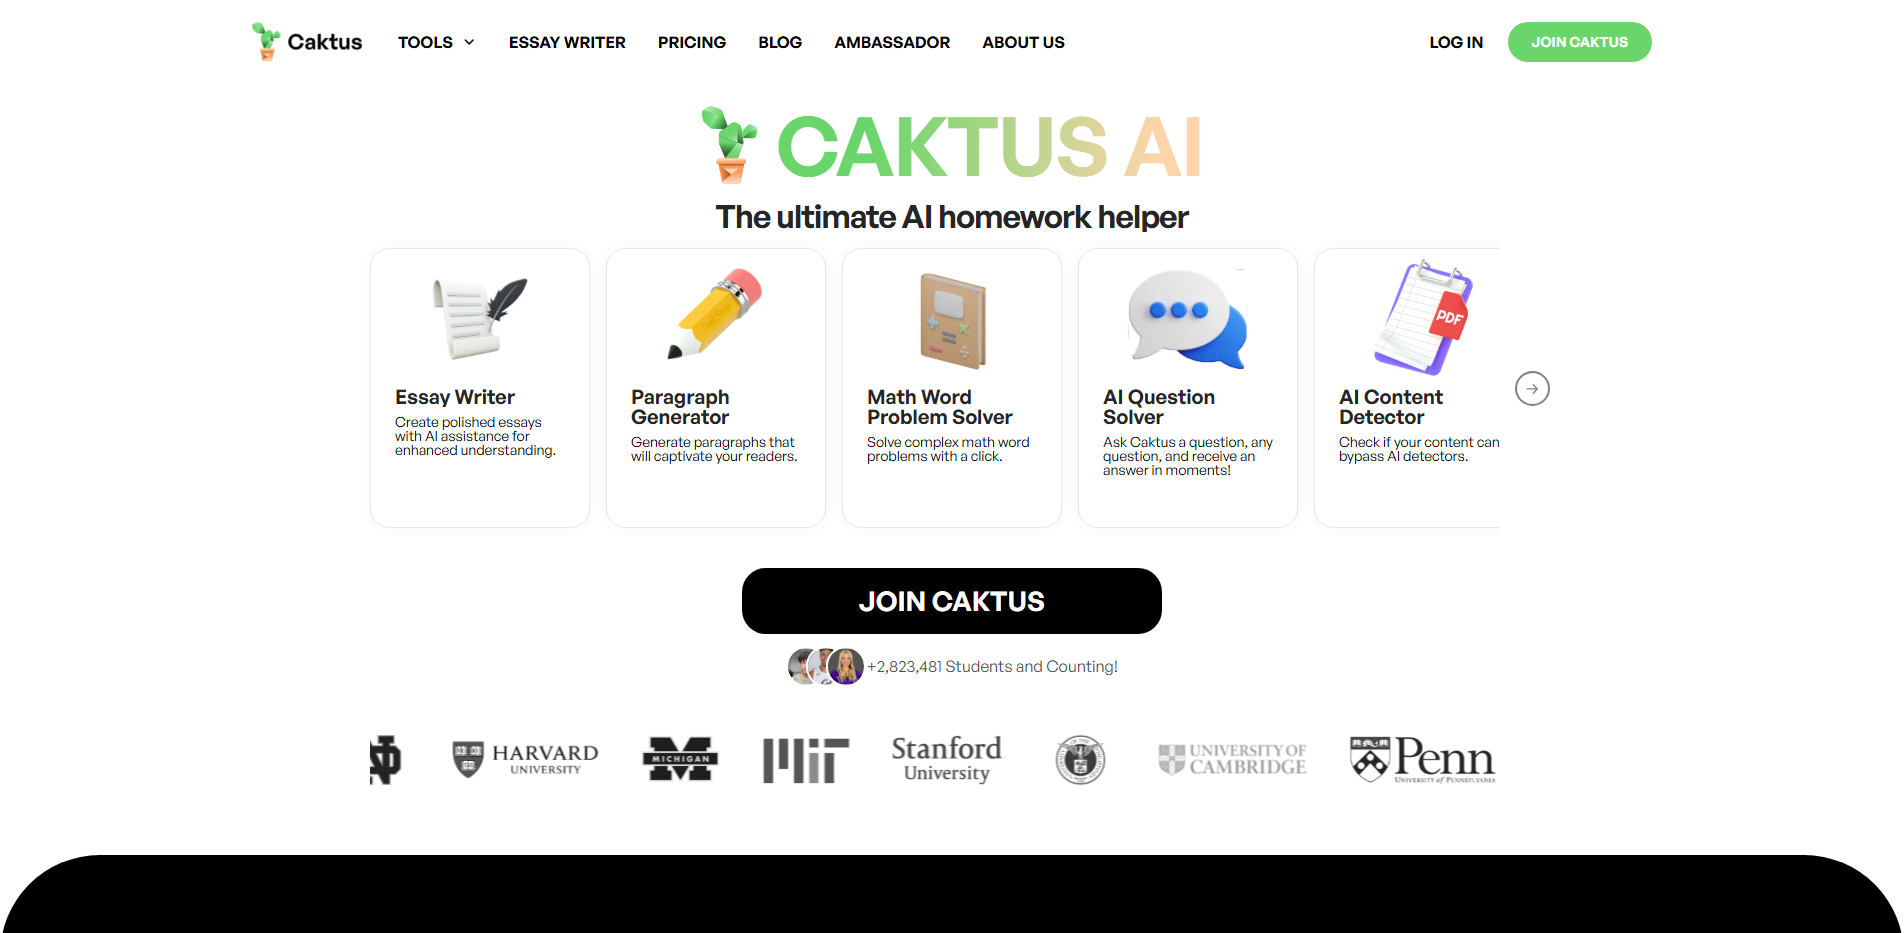 Caktus
TOOLS
ESSAY WRITER
PRICING
BLOG
AMBASSADOR
ABOUT US
LOG IN
JOIN CAKTUS
CAKTUS AI
The ultimate AI homework helper
Essay Writer
Create polished essays
with AI assistance for
enhanced understanding.
Paragraph
Generator
Generate paragraphs that
will captivate your readers.
Math Word
Problem Solver
Solve complex math word
problems with a click.
AI Question
Solver
Ask Caktus a question, any
question, and receive an
answer in moments!
PDF
AI Content
Detector
Check if your content can
bypass AI detectors.
JOIN CAKTUS
+2,823,481 Students and Counting!
HARVARD
UNIVERSITY
M
MICHIGAN
MIT
Stanford
University
UNIVERSITY OF
CAMBRIDGE
Penn
UNIVERSITY of PENNSYLVANIA